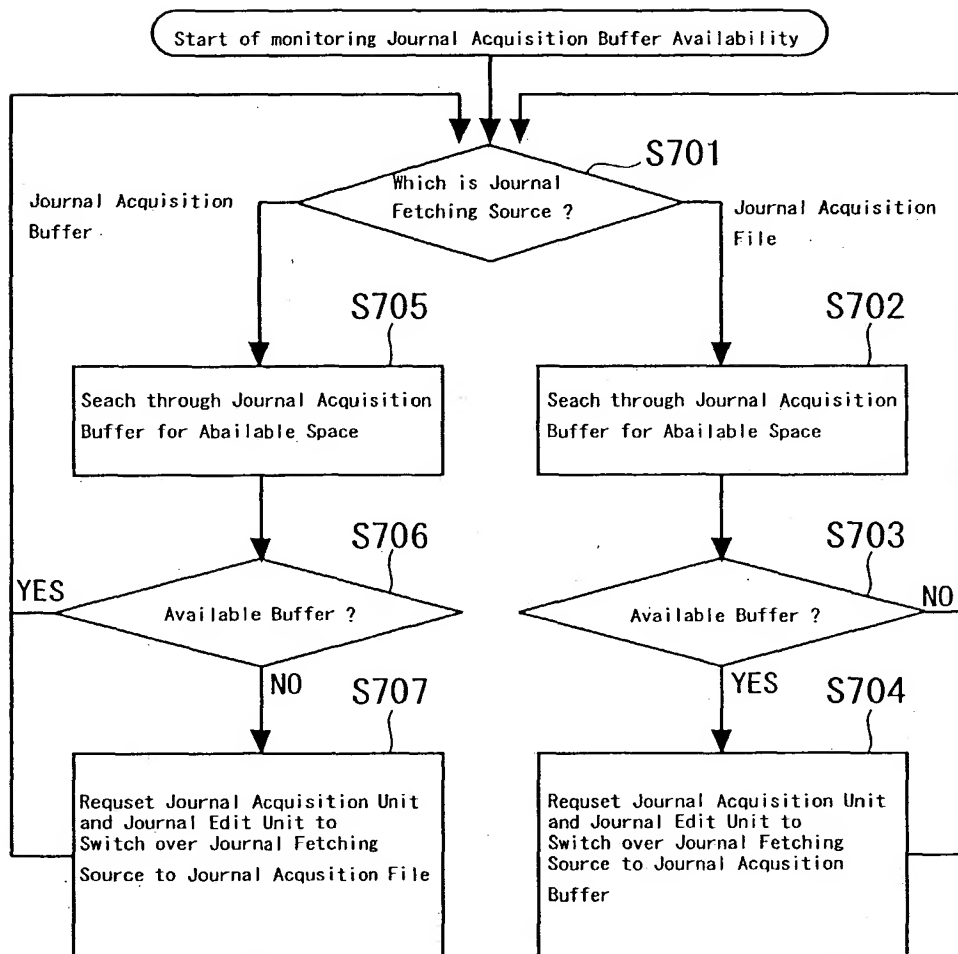 Start of monitoring Journal Acquisition Buffer Availability
S701
Which is Journal
Fetching Source ?
Journal Acquisition
Buffer
Journal Acquisition
File
S705
S702
Seach through Journal Acquisition
Buffer for Abailable Space
Seach through Journal Acquisition
Buffer for Abailable Space
S706
S703
YES
Available Buffer ?
Available Buffer ?
NO
NO
S707
YES
S704
Requset Journal Acquisition Unit
and Journal Edit Unit to
Switch over Journal Fetching
Source to Journal Acqusition File
Requset Journal Acquisition Unit
and Journal Edit Unit to
Switch over Journal Fetching
Source to Journal Acqusition
Buffer